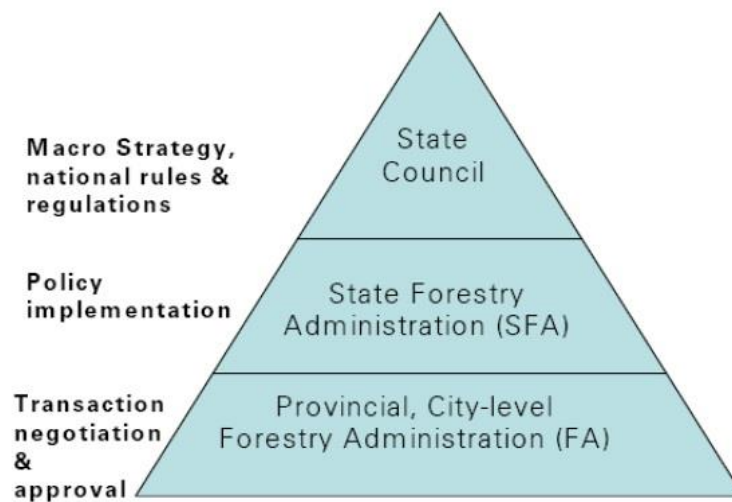 Macro Strategy,
national rules &
regulations
State
Council
Policy
implementation
State Forestry
Administration (SFA)
Transaction
negotiation
&
approval
Provincial, City-level
Forestry Administration (FA)